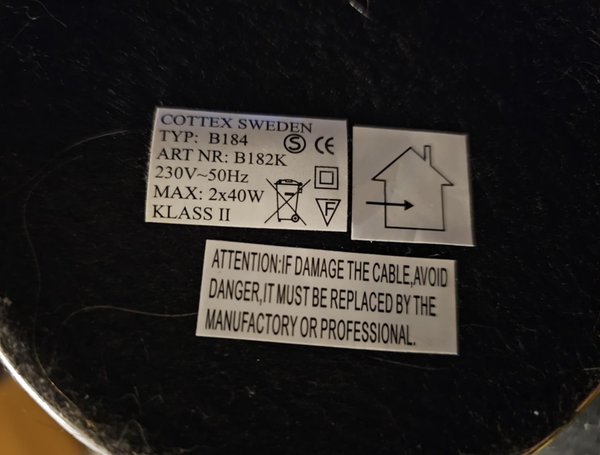 COTTEX SWEDEN
TYP: B184
S CE
ART NR: B182K
230V~50Hz
MAX: 2x40W
KLASS II
F
ATTENTION:IF DAMAGE THE CABLE,AVOID
DANGER,IT MUST BE REPLACED BY THE
MANUFACTORY OR PROFESSIONAL.